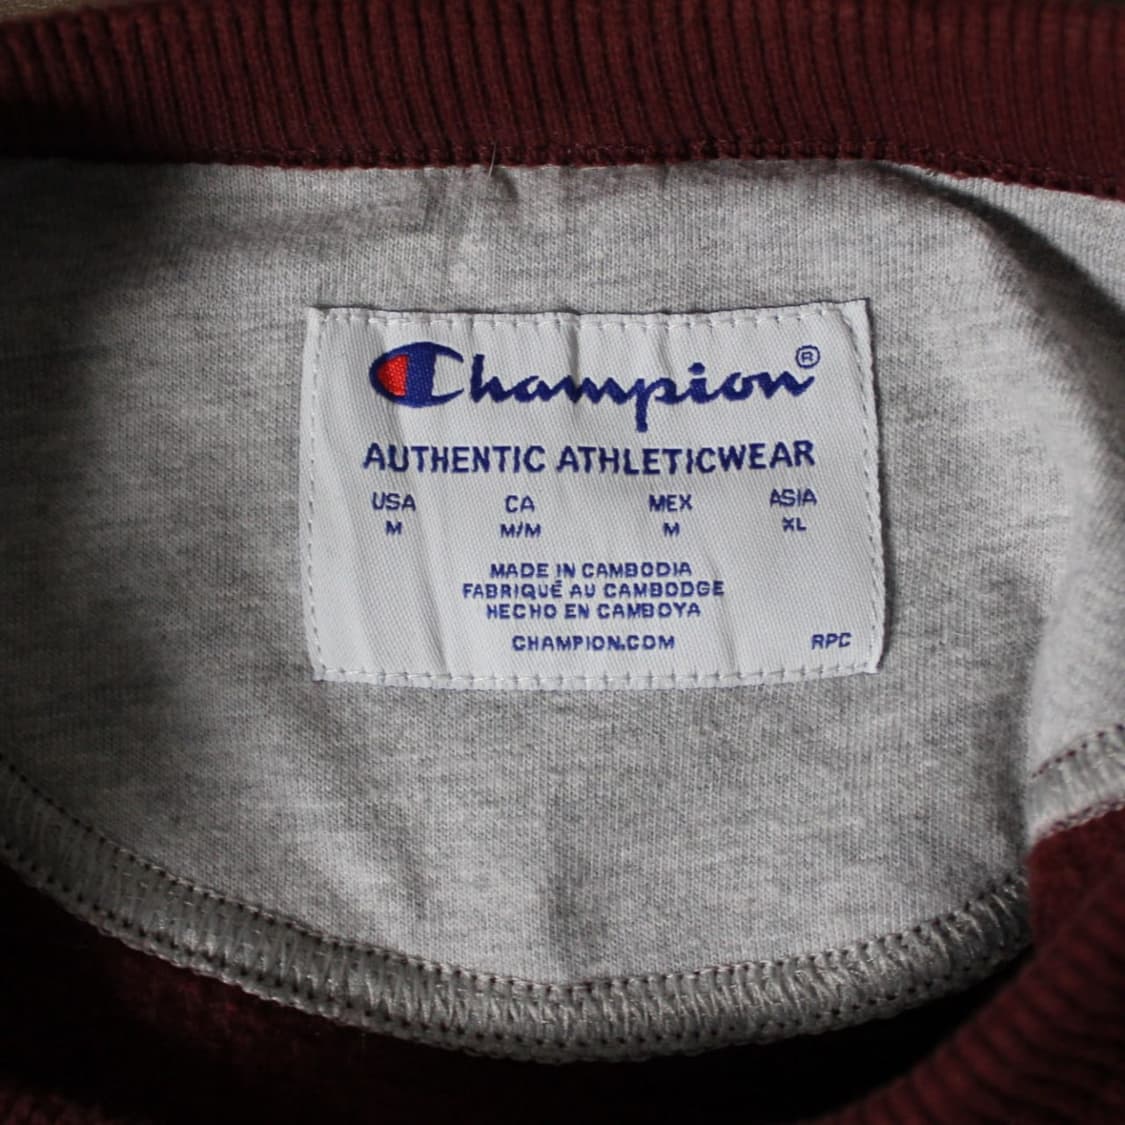 Champion®
AUTHENTIC ATHLETICWEAR
USA CA MEX ASIA
M M/M M XL
MADE IN CAMBODIA
FABRIQUÉ AU CAMBODGE
HECHO EN CAMBOYA
CHAMPION.COM RPC